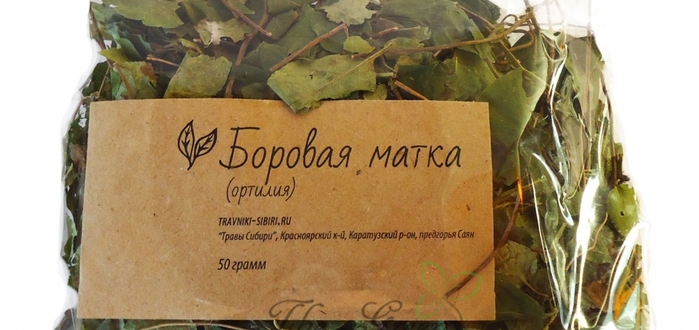 Боровая матка
(ортилия)
TRAVNIKI-SIBIRI.RU
"Травы Сибири", Красноярский к-й, Каратузский р-он, предгорья Саян
50 грамм